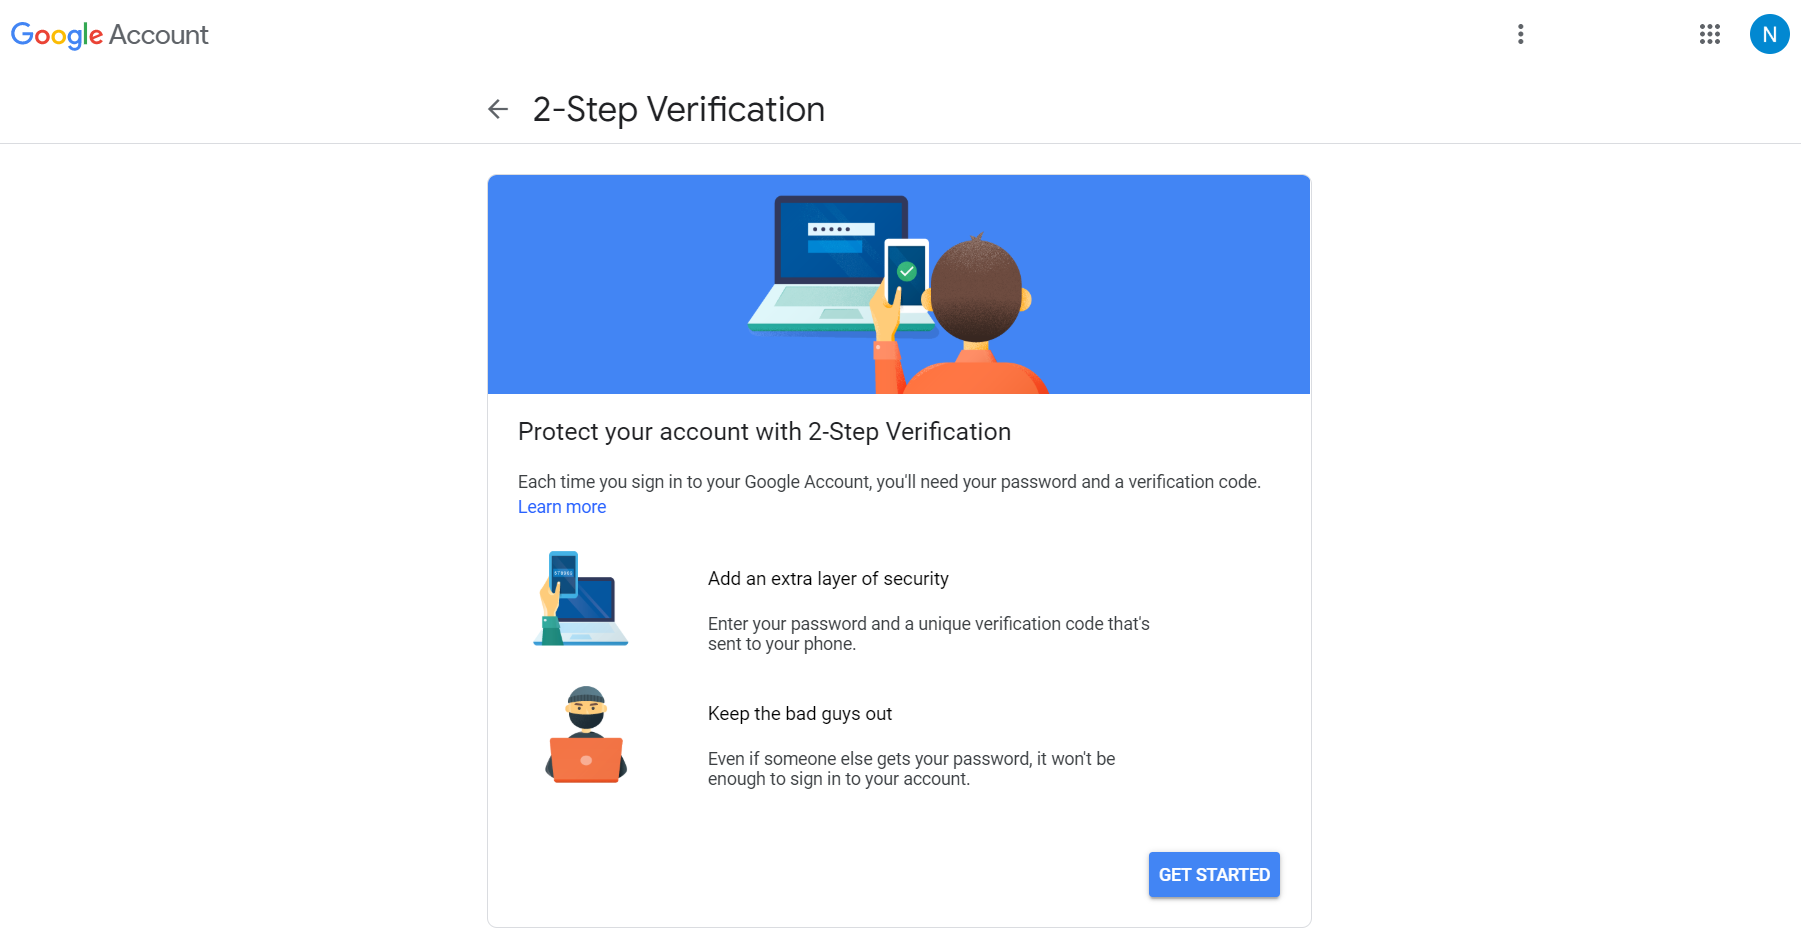 Google Account
N
2-Step Verification
Protect your account with 2-Step Verification
Each time you sign in to your Google Account, you'll need your password and a verification code.
Learn more
Add an extra layer of security
Enter your password and a unique verification code that's
sent to your phone.
Keep the bad guys out
Even if someone else gets your password, it won't be
enough to sign in to your account.
GET STARTED